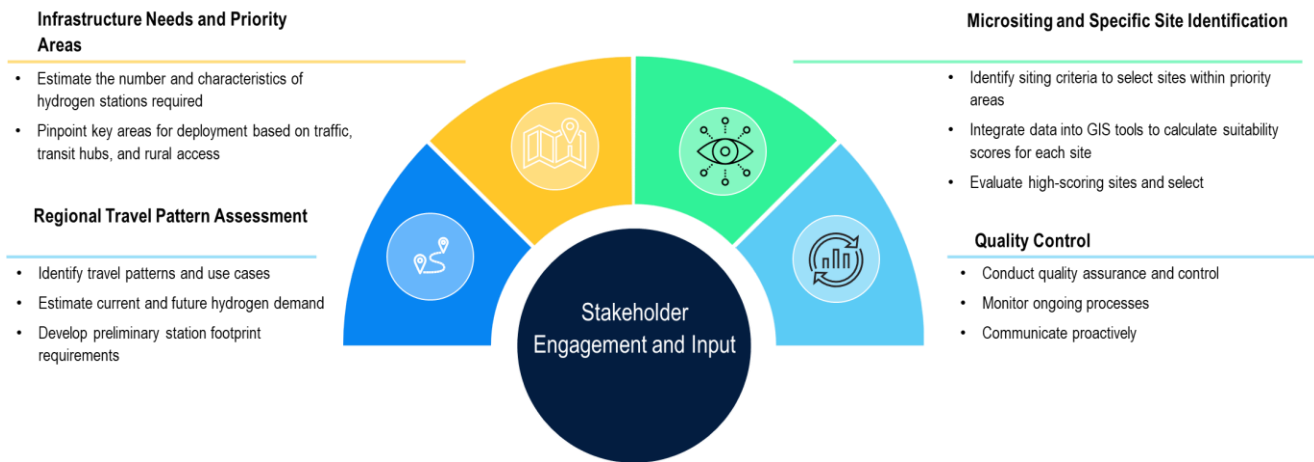 Infrastructure Needs and Priority
Areas
• Estimate the number and characteristics of
hydrogen stations required
• Pinpoint key areas for deployment based on traffic,
transit hubs, and rural access
Regional Travel Pattern Assessment
• Identify travel patterns and use cases
• Estimate current and future hydrogen demand
• Develop preliminary station footprint
requirements
Stakeholder
Engagement and Input
Micrositing and Specific Site Identification
• Identify siting criteria to select sites within priority
areas
• Integrate data into GIS tools to calculate suitability
scores for each site
• Evaluate high-scoring sites and select
Quality Control
• Conduct quality assurance and control
• Monitor ongoing processes
• Communicate proactively